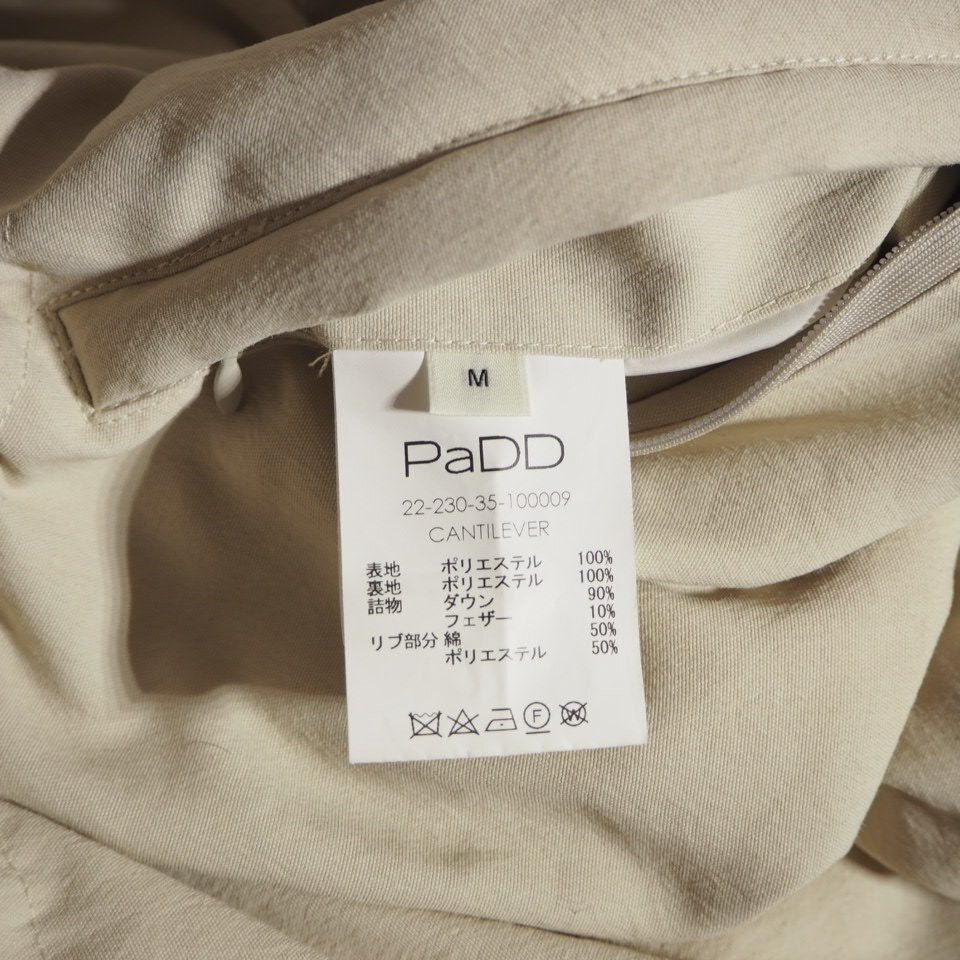 M
PaDD
22-230-35-100009
CANTILEVER
表地 ポリエステル 100%
裏地 ポリエステル 100%
詰物 ダウン 90%
フェザー 10%
リブ部分 綿 50%
ポリエステル 50%
F W